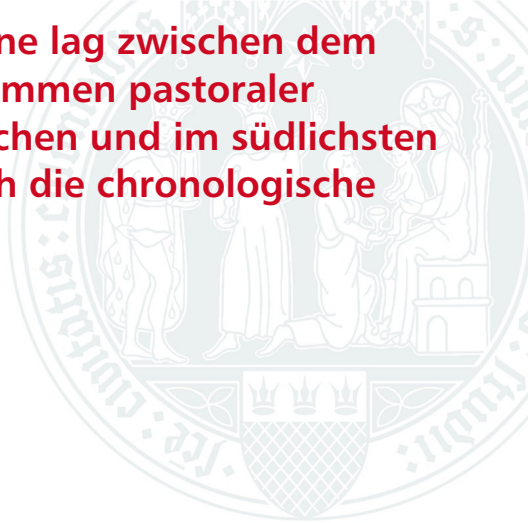 ne lag zwischen dem
mmen pastoraler
chen und im südlichsten
h die chronologische